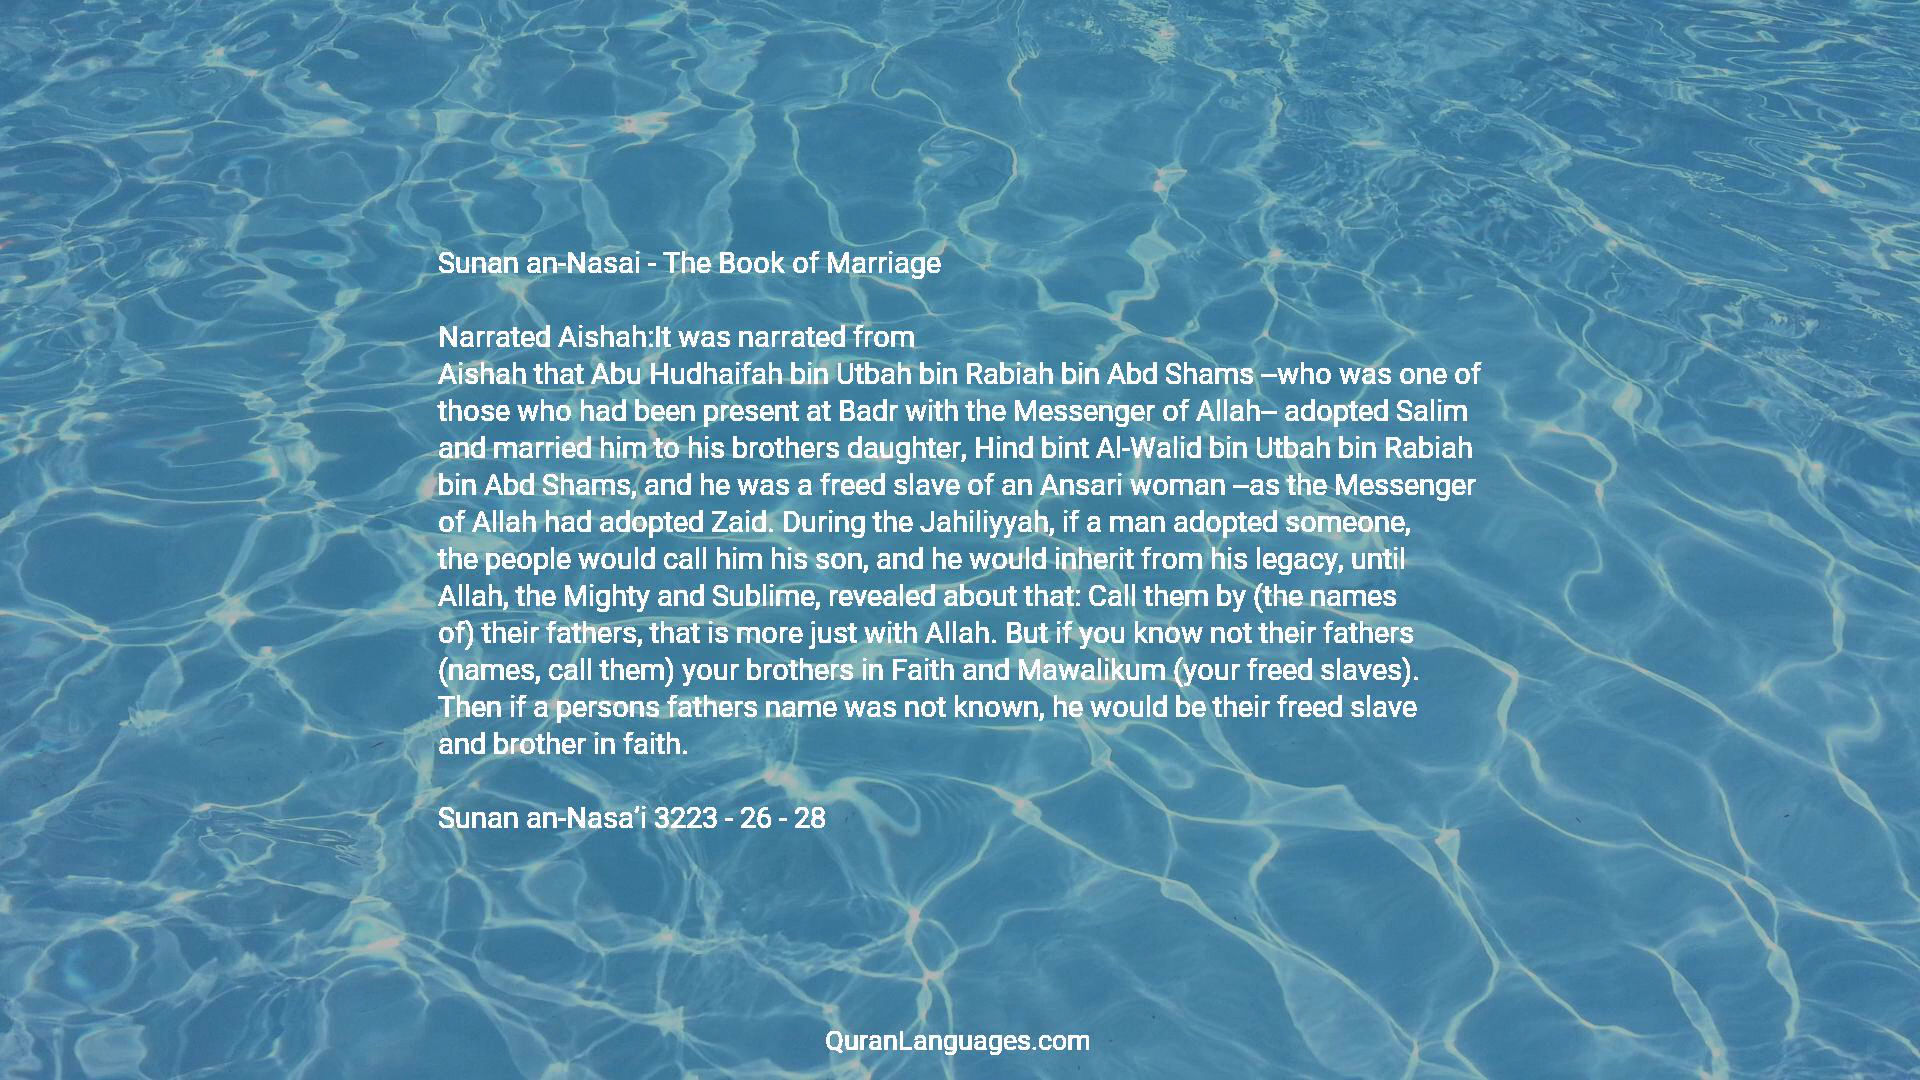 Sunan an-Nasai - The Book of Marriage
Narrated Aishah:It was narrated from
Aishah that Abu Hudhaifah bin Utbah bin Rabiah bin Abd Shams –who was one of
those who had been present at Badr with the Messenger of Allah– adopted Salim
and married him to his brothers daughter, Hind bint Al-Walid bin Utbah bin Rabiah
bin Abd Shams, and he was a freed slave of an Ansari woman –as the Messenger
of Allah had adopted Zaid. During the Jahiliyyah, if a man adopted someone,
the people would call him his son, and he would inherit from his legacy, until
Allah, the Mighty and Sublime, revealed about that: Call them by (the names
of) their fathers, that is more just with Allah. But if you know not their fathers
(names, call them) your brothers in Faith and Mawalikum (your freed slaves).
Then if a persons fathers name was not known, he would be their freed slave
and brother in faith.
Sunan an-Nasa’i 3223 - 26 - 28
QuranLanguages.com